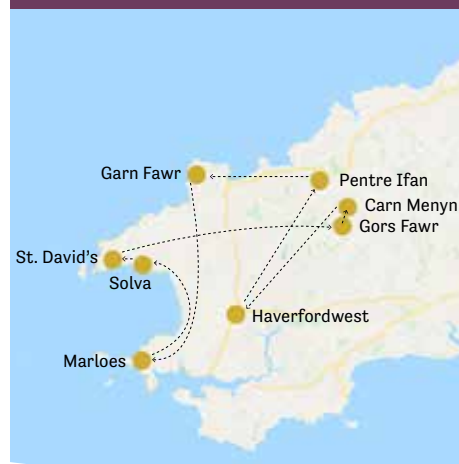 Garn Fawr
Pentre Ifan
Carn Menyn
Gors Fawr
St. David's
Solva
Haverfordwest
Marloes